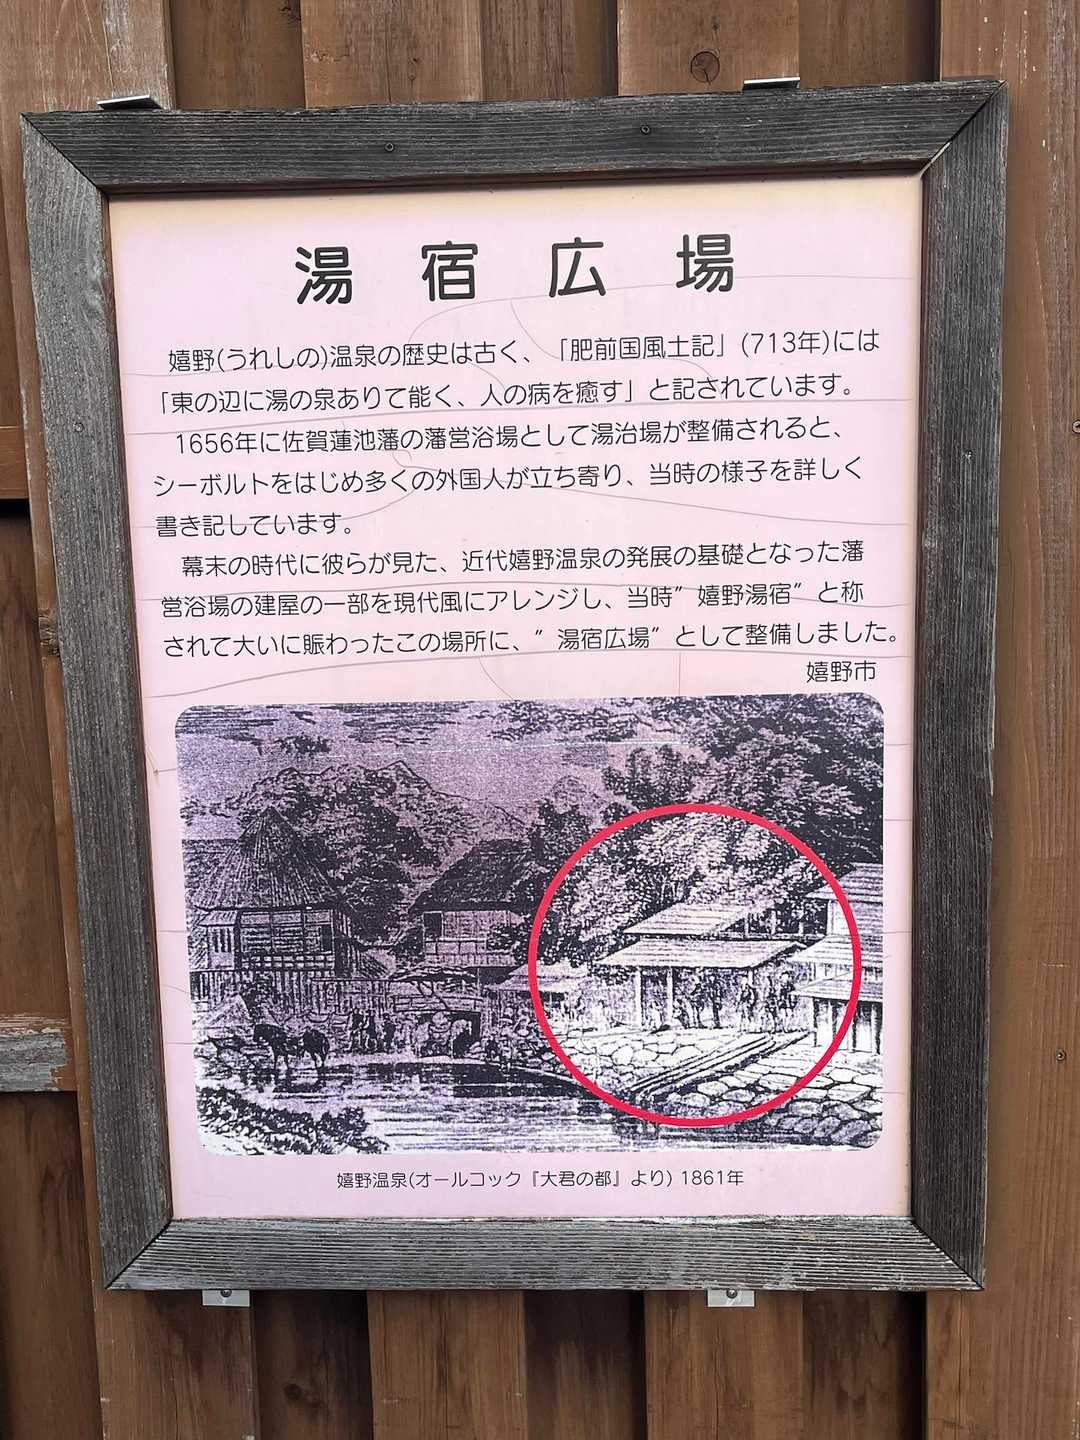 湯宿広場
嬉野(うれしの)温泉の歴史は古く、「肥前国風土記」(713年)には
「東の辺に湯の泉ありて能く、人の病を癒す」と記されています。
1656年に佐賀蓮池藩の藩営浴場として湯治場が整備されると、
シーボルトをはじめ多くの外国人が立ち寄り、当時の様子を詳しく
書き記しています。
幕末の時代に彼らが見た、近代嬉野温泉の発展の基礎となった藩
営浴場の建屋の一部を現代風にアレンジし、当時”嬉野湯宿”と称
されて大いに賑わったこの場所に、”湯宿広場”として整備しました。
嬉野市
嬉野温泉(オールコック『大君の都』より) 1861年